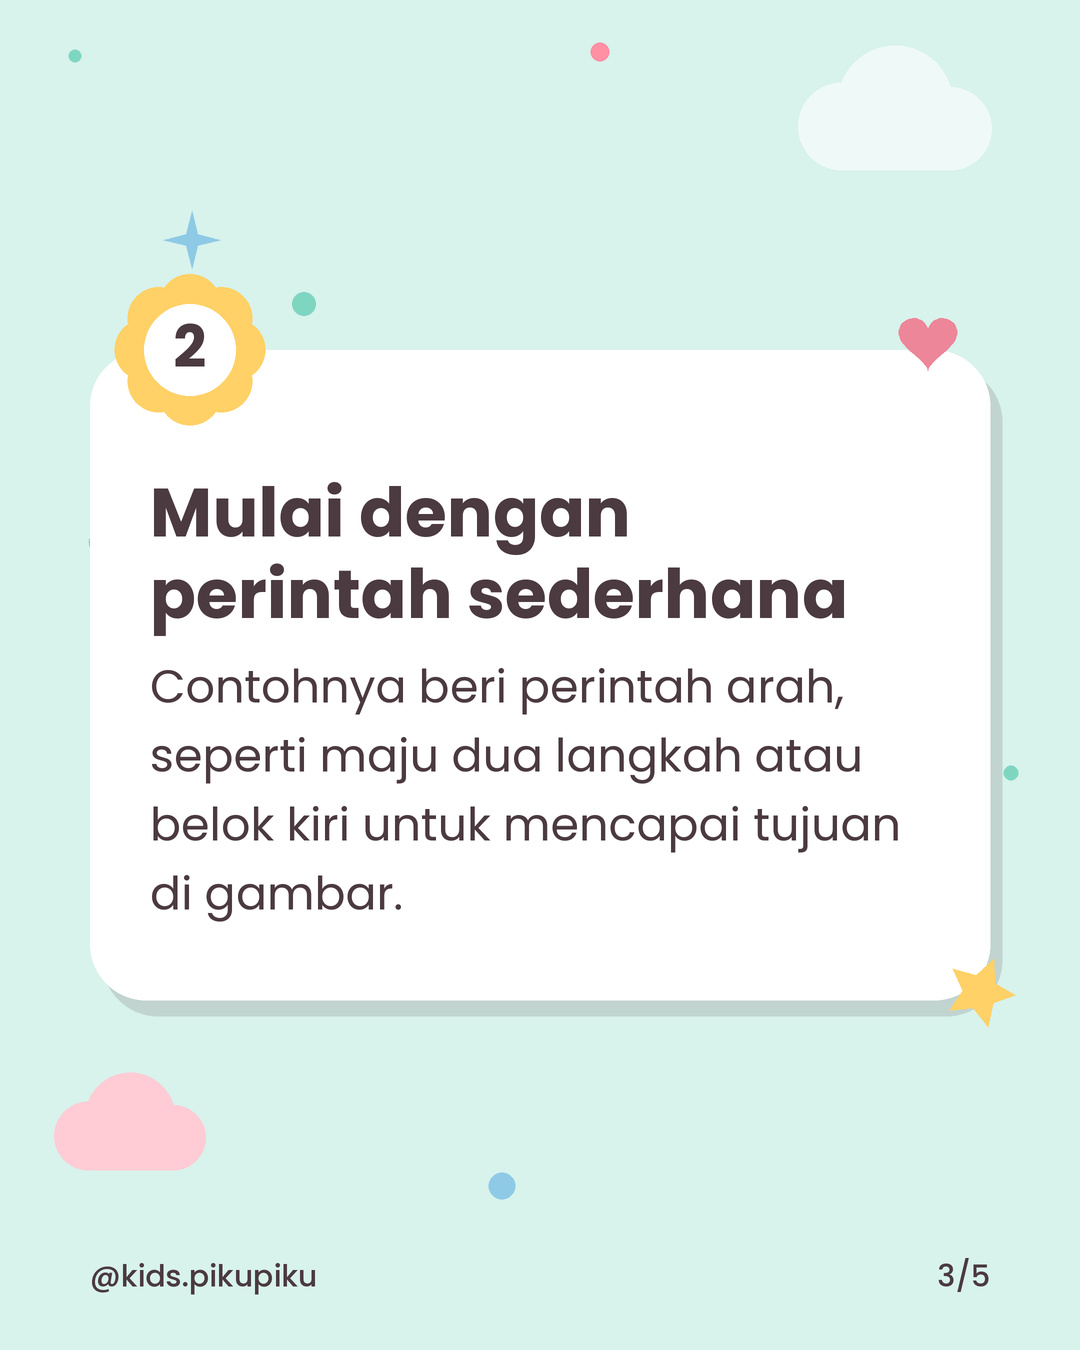 2
Mulai dengan
perintah sederhana
Contohnya beri perintah arah,
seperti maju dua langkah atau
belok kiri untuk mencapai tujuan
di gambar.
@kids.pikupiku
3/5